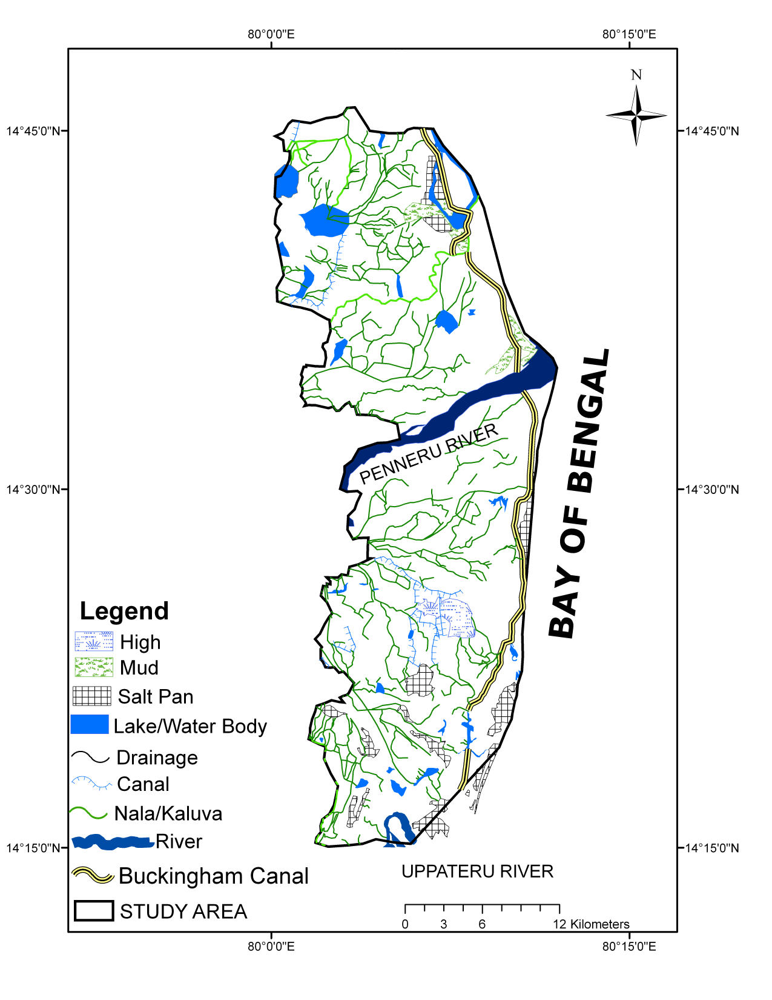 80°0'0"E
80°15'0"E
N
14°45'0"N
14°45'0"N
BAY OF BENGAL
PENNERU RIVER
14°30'0"N
14°30'0"N
Legend
High
Mud
Salt Pan
Lake/Water Body
Drainage
Canal
Nala/Kaluva
River
Buckingham Canal
STUDY AREA
14°15'0"N
14°15'0"N
UPPATERU RIVER
0 3 6 12 Kilometers
80°0'0"E
80°15'0"E